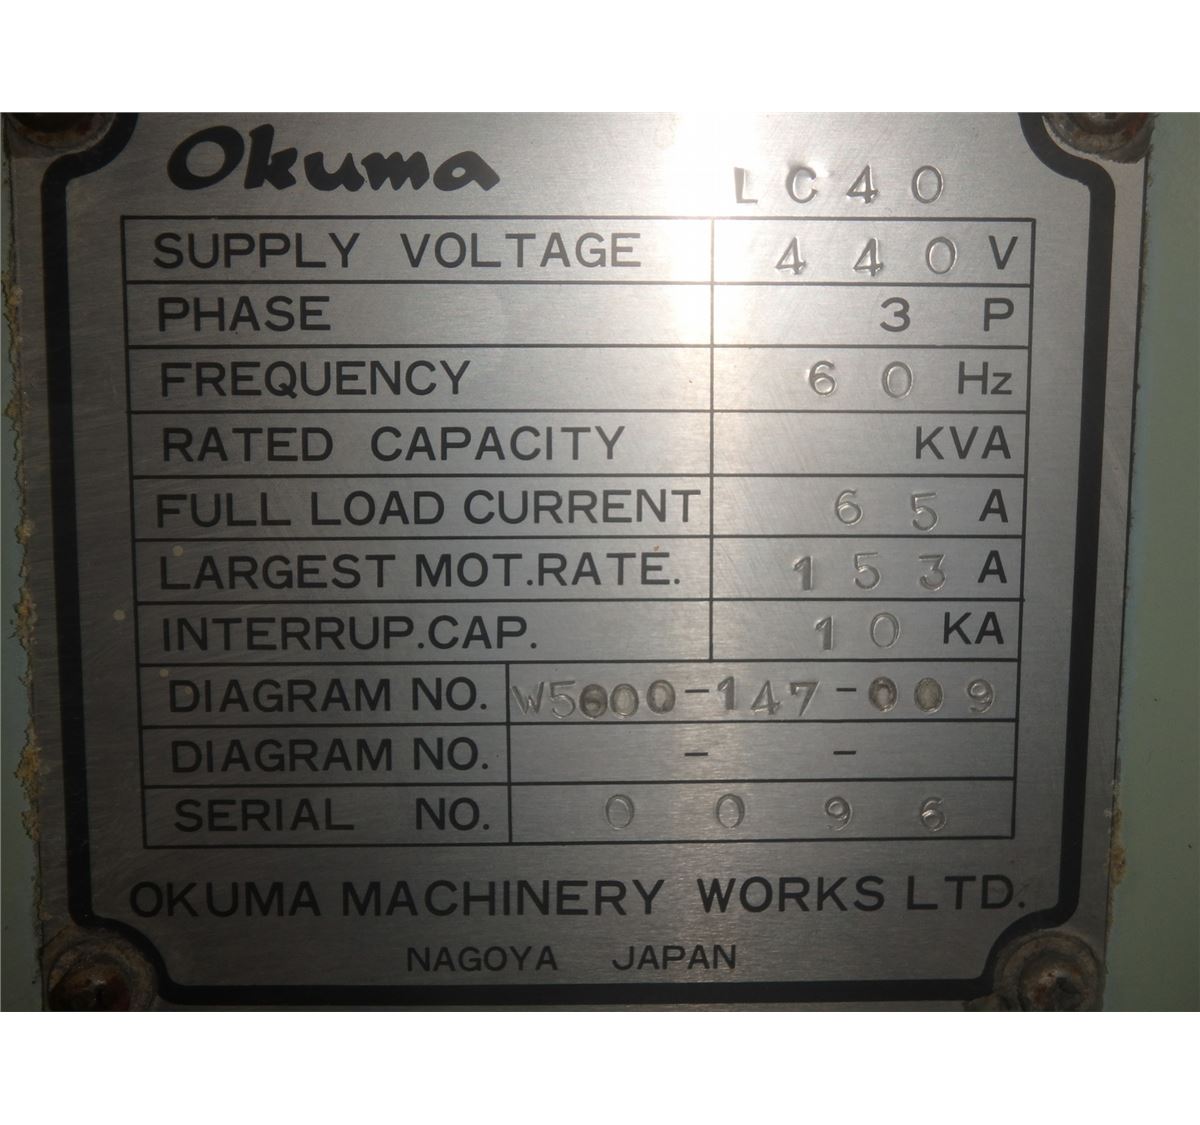 Okuma LC40
SUPPLY VOLTAGE 440 V
PHASE 3 P
FREQUENCY 60 Hz
RATED CAPACITY KVA
FULL LOAD CURRENT 65 A
LARGEST MOT.RATE. 153 A
INTERRUP.CAP. 10 KA
DIAGRAM NO. W5600-147-009
DIAGRAM NO. - -
SERIAL NO. 0096
OKUMA MACHINERY WORKS LTD.
NAGOYA JAPAN